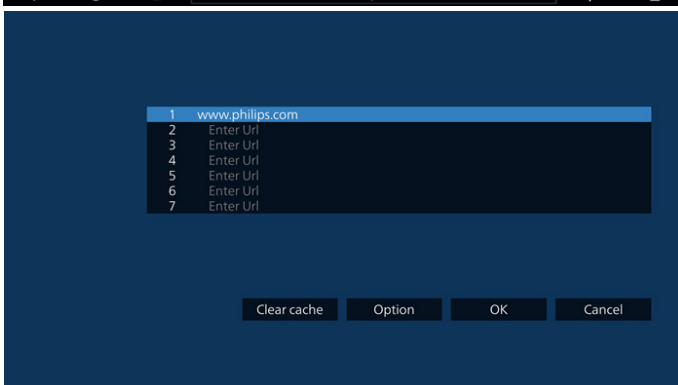 1 www.philips.com
2 Enter Url
3 Enter Url
4 Enter Url
5 Enter Url
6 Enter Url
7 Enter Url
Clear cache Option OK Cancel